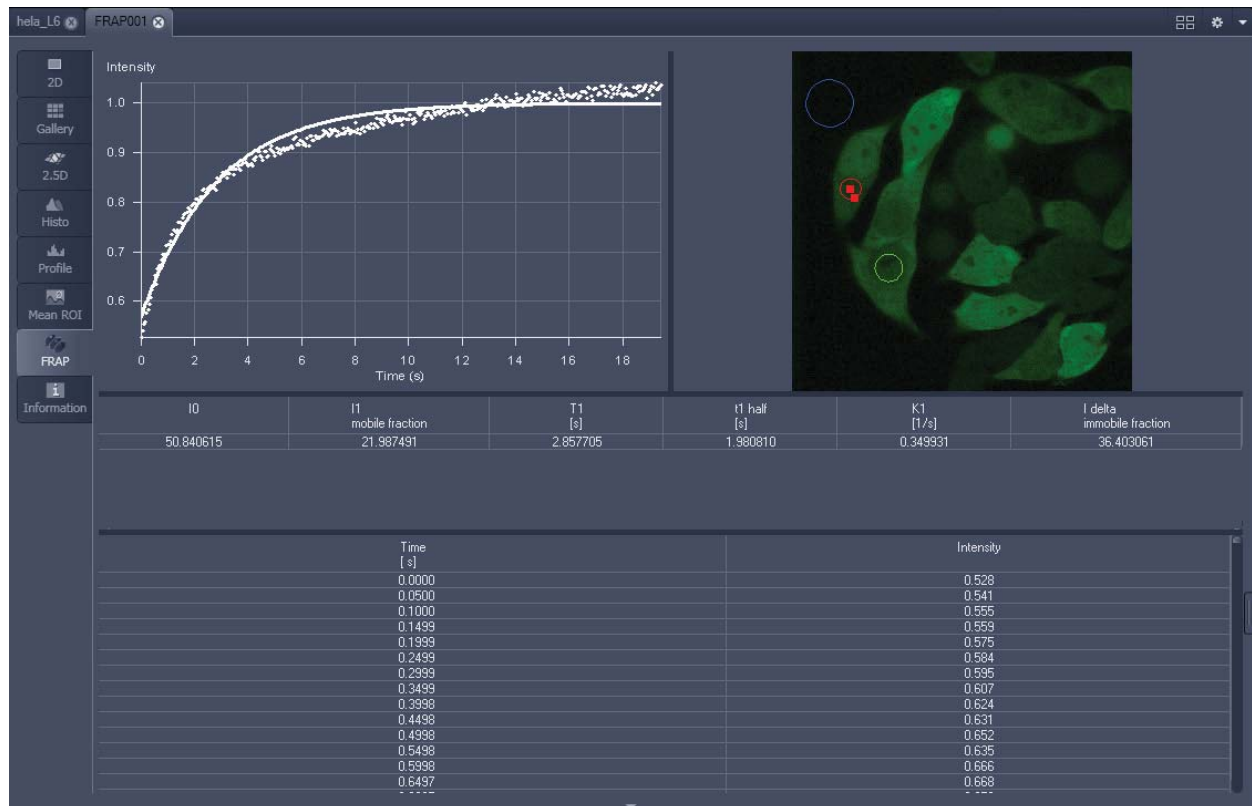 hela_L6
FRAP001
2D
Gallery
2.5D
Histo
Profile
Mean ROI
FRAP
Information
Intensity
1.0
0.9
0.8
0.7
0.6
0 2 4 6 8 10 12 14 16 18
Time (s)
I0 I1 T1 t1 half K1 I delta
mobile fraction [s] [s] [1/s] immobile fraction
50.840615 21.987491 2.857705 1.980810 0.349931 36.403061
Time Intensity
[ s]
0.0000 0.528
0.0500 0.541
0.1000 0.555
0.1499 0.559
0.1999 0.575
0.2499 0.584
0.2999 0.595
0.3499 0.607
0.3998 0.624
0.4498 0.631
0.4998 0.652
0.5498 0.635
0.5998 0.666
0.6497 0.668